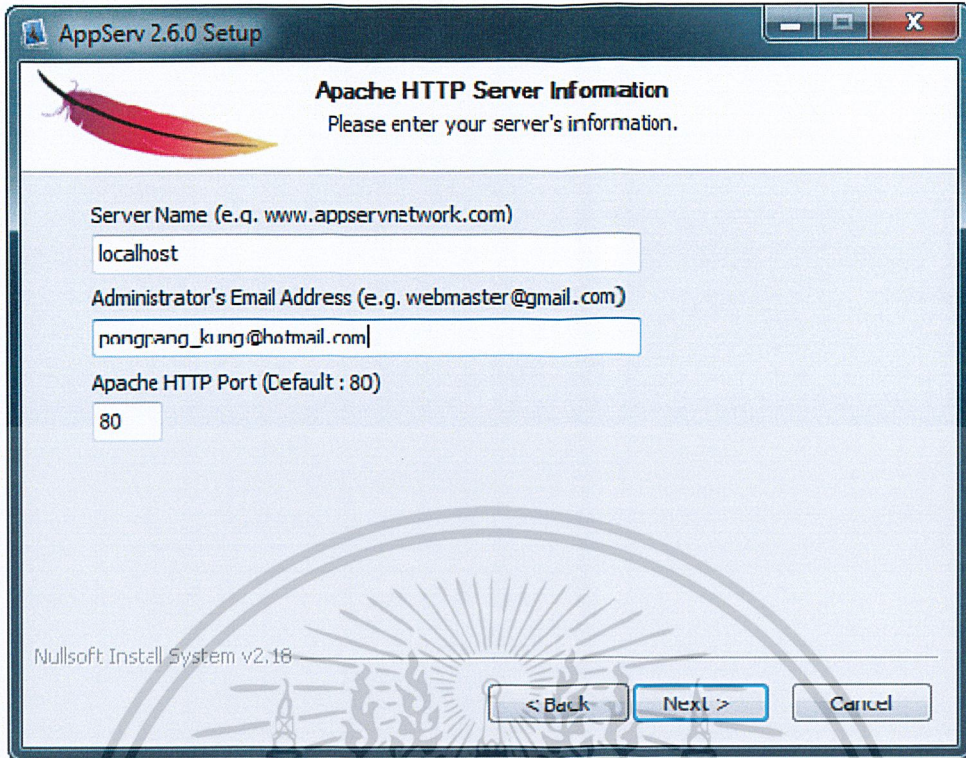 AppServ 2.6.0 Setup
Apache HTTP Server Information
Please enter your server's information.
Server Name (e.g. www.appservnetwork.com)
localhost
Administrator's Email Address (e.g. webmaster@gmail.com)
pongpang_kung@hotmail.com
Apache HTTP Port (Default : 80)
80
Nullsoft Install System v2.18
< Back
Next >
Cancel